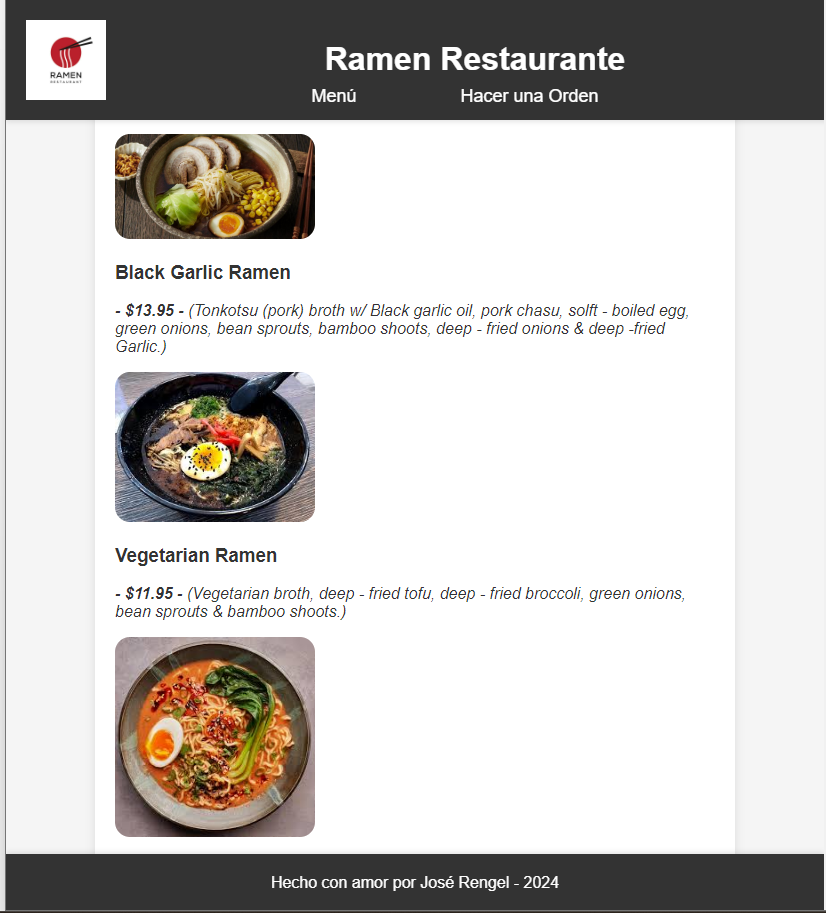 RAMEN
RESTAURANT
Ramen Restaurante
Menú
Hacer una Orden
Black Garlic Ramen
- $13.95 - (Tonkotsu (pork) broth w/ Black garlic oil, pork chasu, solft - boiled egg,
green onions, bean sprouts, bamboo shoots, deep - fried onions & deep -fried
Garlic.)
Vegetarian Ramen
- $11.95 - (Vegetarian broth, deep - fried tofu, deep - fried broccoli, green onions,
bean sprouts & bamboo shoots.)
Hecho con amor por José Rengel - 2024